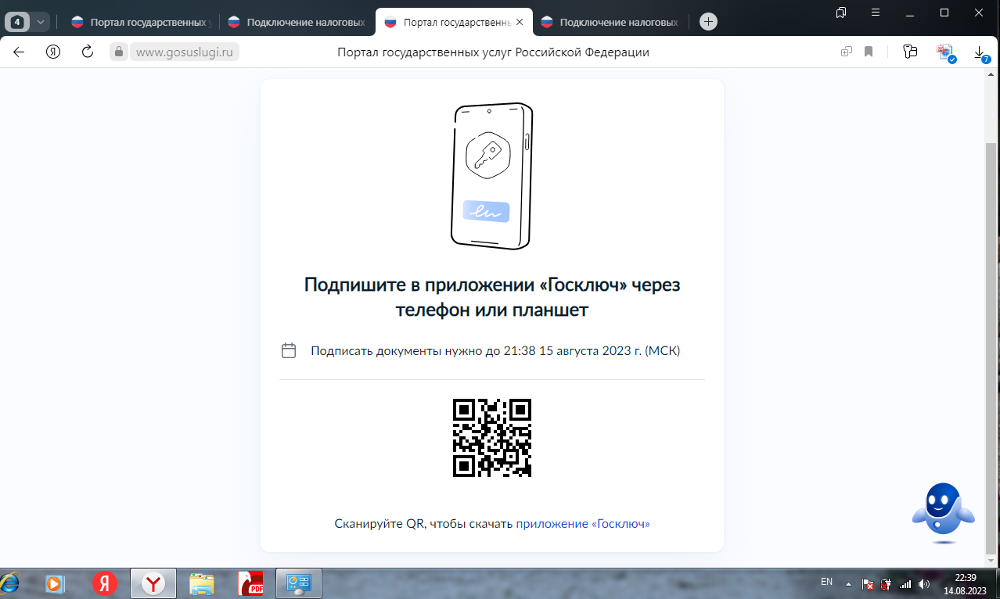 4
Портал государственных у
Подключение налоговых
Портал государственнь
Подключение налоговых
www.gosuslugi.ru
Портал государственных услуг Российской Федерации
7
Подпишите в приложении «Госключ» через
телефон или планшет
Подписать документы нужно до 21:38 15 августа 2023 г. (МСК)
Сканируйте QR, чтобы скачать приложение «Госключ»
Я
Y
PDF
EN
22:39
14.08.2023